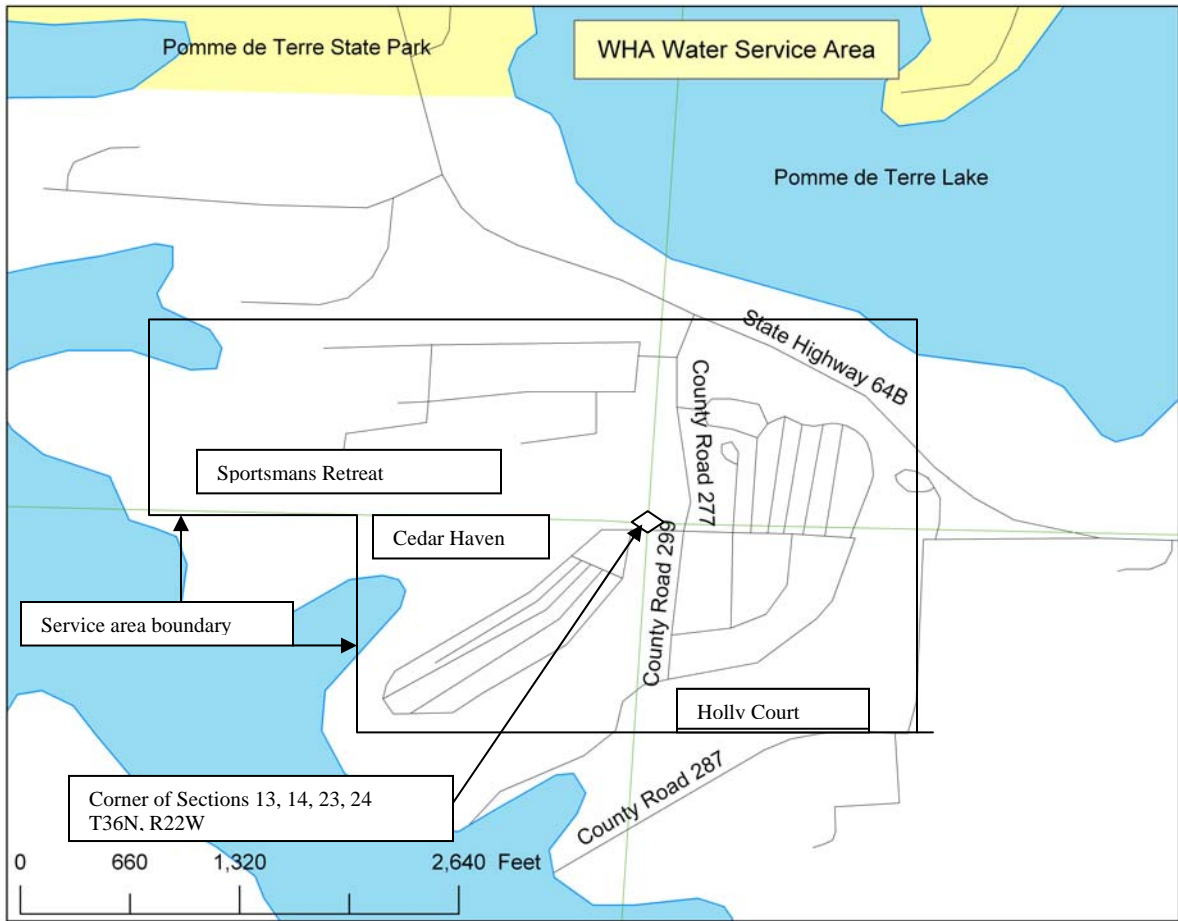 Pomme de Terre State Park
WHA Water Service Area
Pomme de Terre Lake
State Highway 64B
County Road 277
Sportsmans Retreat
Cedar Haven
County Road 299
Service area boundary
Holly Court
County Road 287
Corner of Sections 13, 14, 23, 24
T36N, R22W
0 660 1,320 2,640 Feet